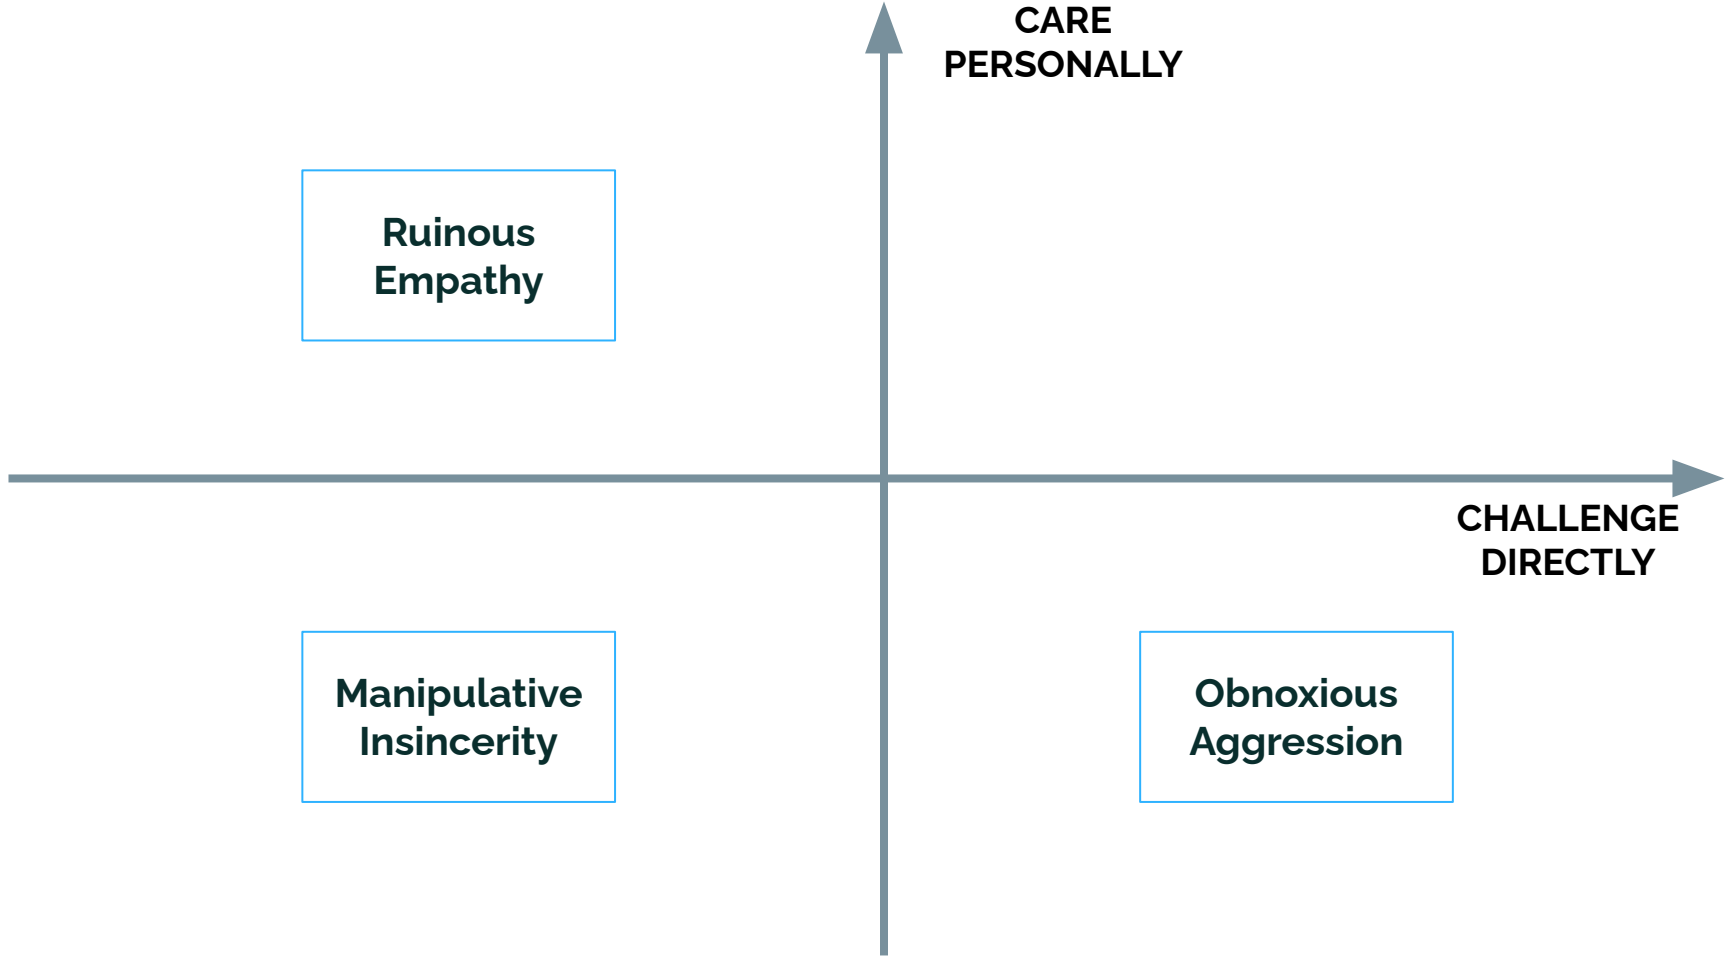 CARE
PERSONALLY
Ruinous
Empathy
CHALLENGE
DIRECTLY
Manipulative
Insincerity
Obnoxious
Aggression